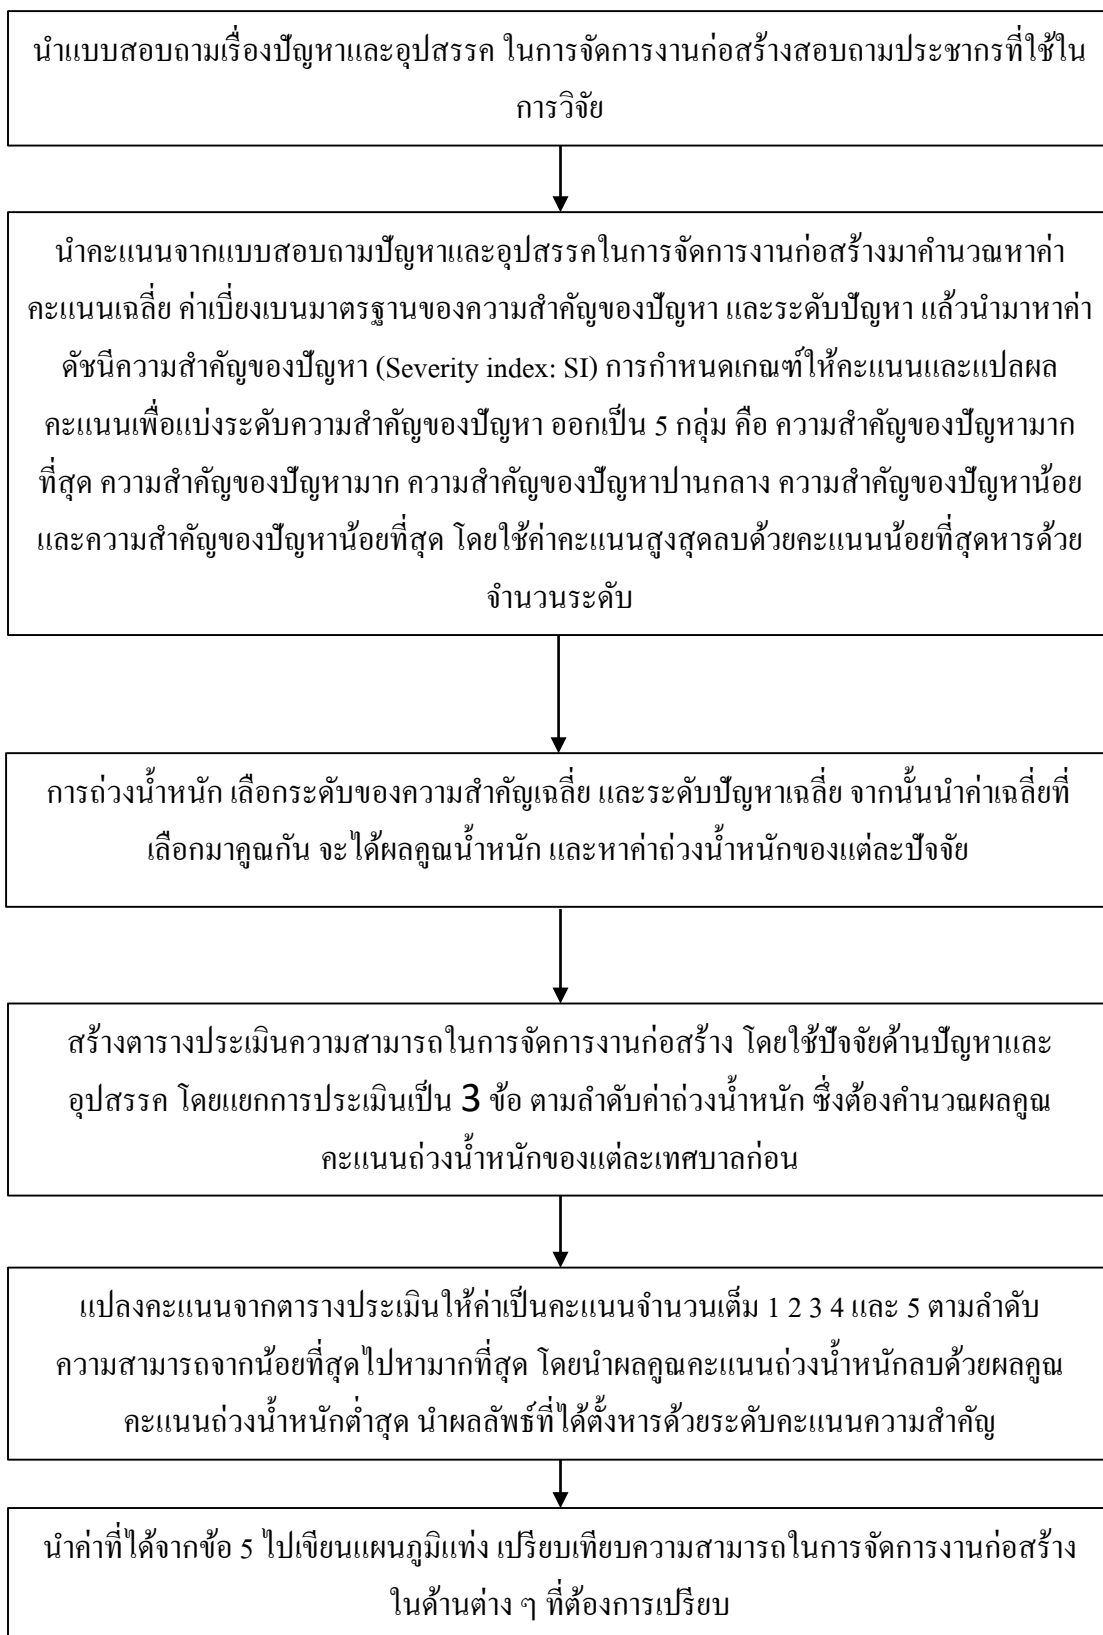 นำแบบสอบถามเรื่องปัญหาและอุปสรรค ในการจัดการงานก่อสร้างสอบถามประชากรที่ใช้ใน
การวิจัย
นำคะแนนจากแบบสอบถามปัญหาและอุปสรรคในการจัดการงานก่อสร้างมาคำนวณหาค่า
คะแนนเฉลี่ย ค่าเบี่ยงเบนมาตรฐานของความสำคัญของปัญหา และระดับปัญหา แล้วนำมาหาค่า
ดัชนีความสำคัญของปัญหา (Severity index: SI) การกำหนดเกณฑ์ให้คะแนนและแปลผล
คะแนนเพื่อแบ่งระดับความสำคัญของปัญหา ออกเป็น 5 กลุ่ม คือ ความสำคัญของปัญหามาก
ที่สุด ความสำคัญของปัญหามาก ความสำคัญของปัญหาปานกลาง ความสำคัญของปัญหาน้อย
และความสำคัญของปัญหาน้อยที่สุด โดยใช้ค่าคะแนนสูงสุดลบด้วยคะแนนน้อยที่สุดหารด้วย
จำนวนระดับ
การถ่วงน้ำหนัก เลือกระดับของความสำคัญเฉลี่ย และระดับปัญหาเฉลี่ย จากนั้นนำค่าเฉลี่ยที่
เลือกมาคูณกัน จะได้ผลคูณน้ำหนัก และหาค่าถ่วงน้ำหนักของแต่ละปัจจัย
สร้างตารางประเมินความสามารถในการจัดการงานก่อสร้าง โดยใช้ปัจจัยด้านปัญหาและ
อุปสรรค โดยแยกการประเมินเป็น 3 ข้อ ตามลำดับค่าถ่วงน้ำหนัก ซึ่งต้องคำนวณผลคูณ
คะแนนถ่วงน้ำหนักของแต่ละเทศบาลก่อน
แปลงคะแนนจากตารางประเมินให้ค่าเป็นคะแนนจำนวนเต็ม 1 2 3 4 และ 5 ตามลำดับ
ความสามารถจากน้อยที่สุดไปหามากที่สุด โดยนำผลคูณคะแนนถ่วงน้ำหนักลบด้วยผลคูณ
คะแนนถ่วงน้ำหนักต่ำสุด นำผลลัพธ์ที่ได้ตั้งหารด้วยระดับคะแนนความสำคัญ
นำค่าที่ได้จากข้อ 5 ไปเขียนแผนภูมิแท่ง เปรียบเทียบความสามารถในการจัดการงานก่อสร้าง
ในด้านต่าง ๆ ที่ต้องการเปรียบ